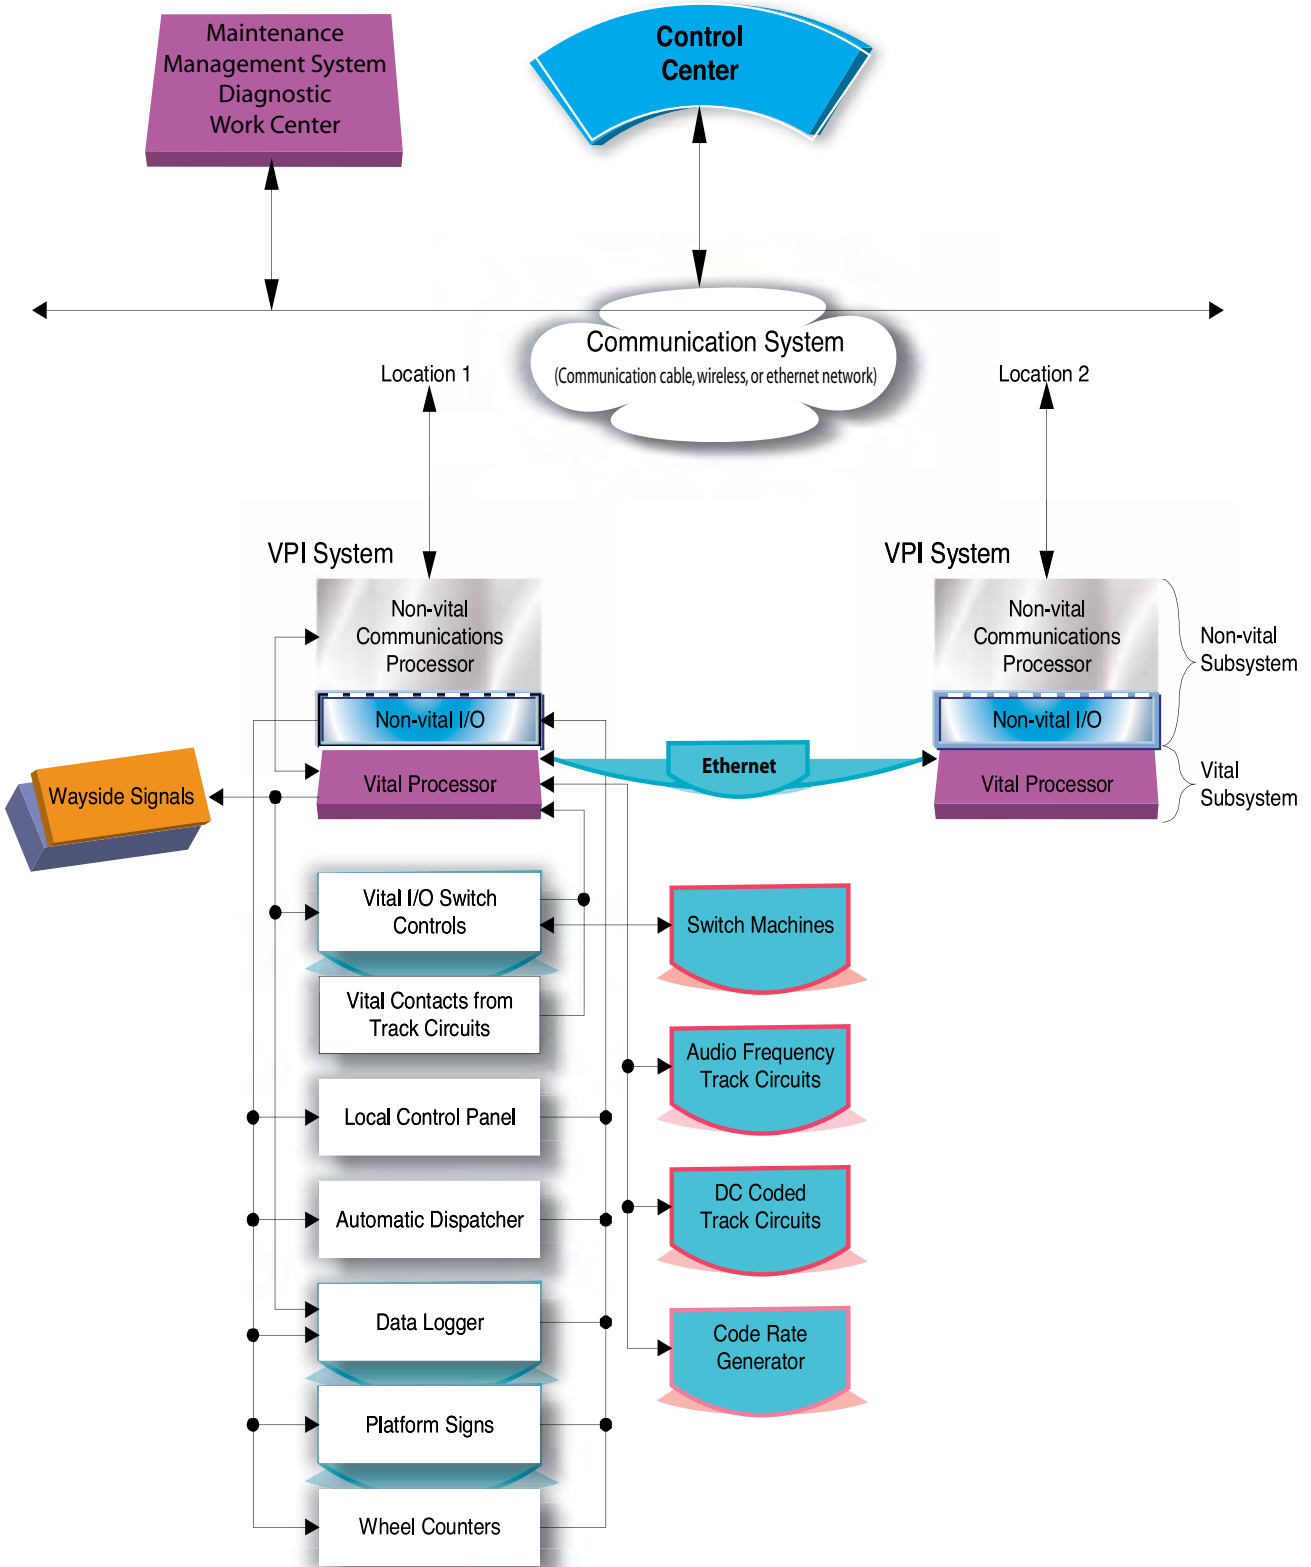 Maintenance
Management System
Diagnostic
Work Center
Control
Center
Communication System
(Communication cable, wireless, or ethernet network)
Location 1
Location 2
VPI System
VPI System
Non-vital
Communications
Processor
Non-vital
Communications
Processor
Non-vital
Subsystem
Non-vital I/O
Non-vital I/O
Ethernet
Vital Processor
Vital Processor
Vital
Subsystem
Wayside Signals
Vital I/O Switch
Controls
Switch Machines
Vital Contacts from
Track Circuits
Audio Frequency
Track Circuits
Local Control Panel
DC Coded
Track Circuits
Automatic Dispatcher
Data Logger
Code Rate
Generator
Platform Signs
Wheel Counters